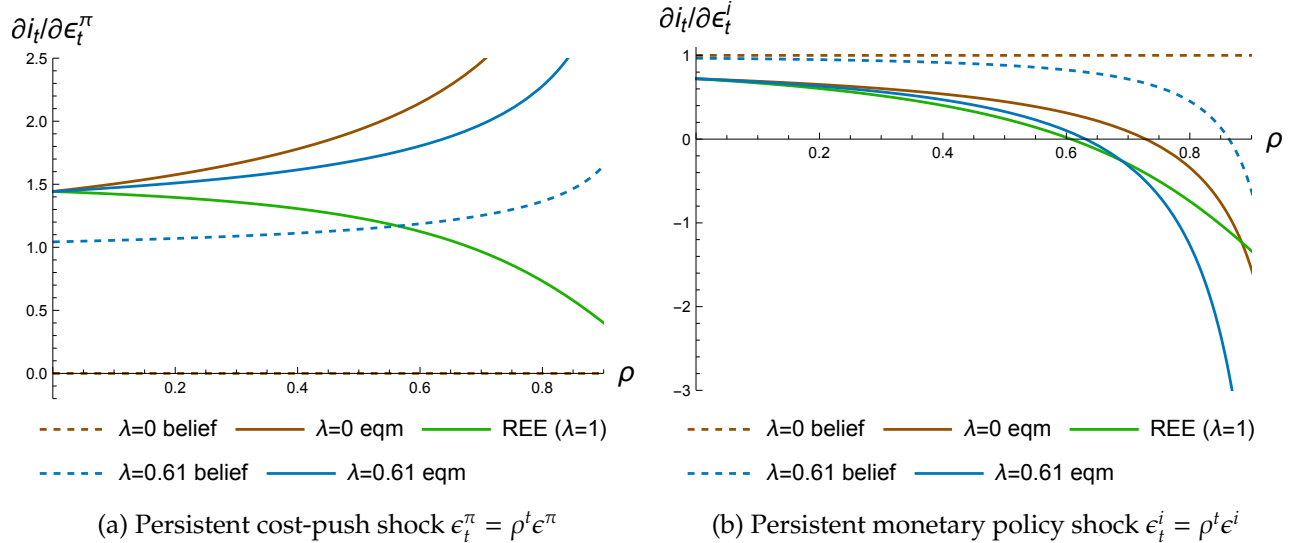 ∂i_t/∂ϵ_t^π
2.5
2.0
1.5
1.0
0.5
0.0
0.2
0.4
0.6
0.8
ρ
λ=0 belief
λ=0 eqm
REE (λ=1)
λ=0.61 belief
λ=0.61 eqm
(a) Persistent cost-push shock ϵ_t^π = ρ^t ϵ^π
∂i_t/∂ϵ_t^i
1
0
-1
-2
-3
0.2
0.4
0.6
0.8
ρ
λ=0 belief
λ=0 eqm
REE (λ=1)
λ=0.61 belief
λ=0.61 eqm
(b) Persistent monetary policy shock ϵ_t^i = ρ^t ϵ^i